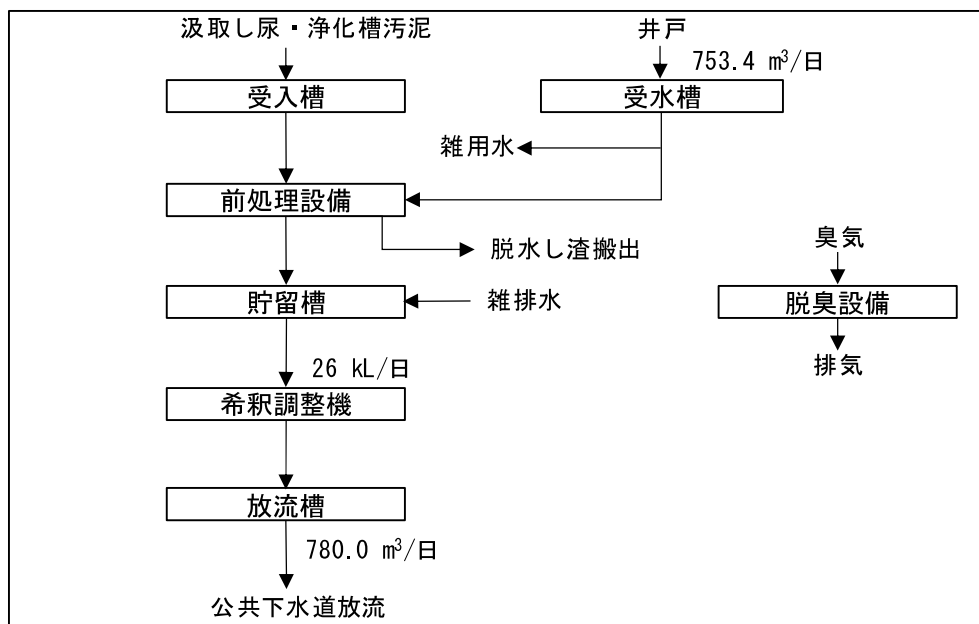 汲取し尿・浄化槽汚泥
井戸
753.4 m³/日
受入槽
受水槽
雑用水
前処理設備
脱水し渣搬出
臭気
貯留槽
雑排水
脱臭設備
26 kL/日
排気
希釈調整機
放流槽
780.0 m³/日
公共下水道放流